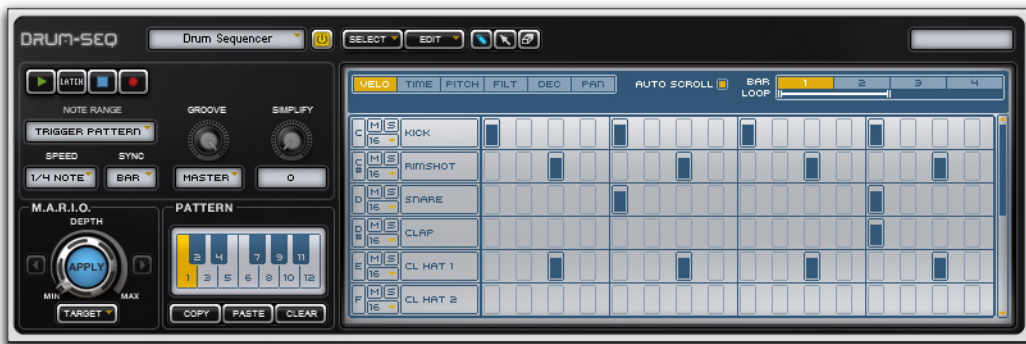 DRUM-SEQ Drum Sequencer SELECT EDIT
LATCH
NOTE RANGE GROOVE SIMPLIFY
TRIGGER PATTERN
SPEED SYNC
1/4 NOTE BAR MASTER 0
M.A.R.I.O. PATTERN
DEPTH
APPLY
MIN MAX
TARGET
2 4 7 9 11
1 3 5 6 8 10 12
COPY PASTE CLEAR
VELO TIME PITCH FILT DEC PAN AUTO SCROLL BAR 1 2 3 4
LOOP
C M S KICK
16
C# M S RIMSHOT
16
D M S SNARE
16
D# M S CLAP
16
E M S CL HAT 1
16
F M S CL HAT 2
16